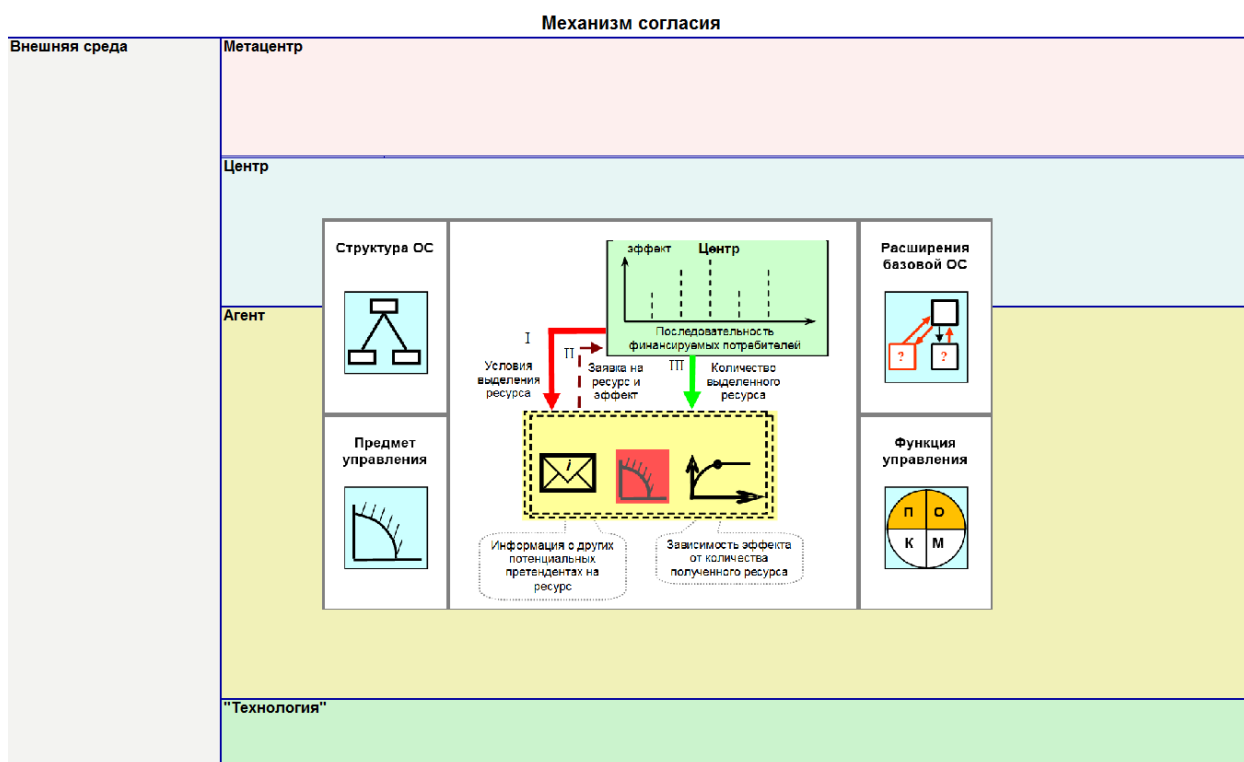 Механизм согласия
Внешняя среда
Метацентр
Центр
Агент
"Технология"
Структура ОС
Предмет
управления
эффект
Центр
Последовательность
финансируемых потребителей
I
Условия
выделения
ресурса
II
Заявка на
ресурс и
эффект
III
Количество
выделенного
ресурса
i
Информация о других
потенциальных
претендентах на
ресурс
Зависимость эффекта
от количества
полученного ресурса
Расширения
базовой ОС
?
?
Функция
управления
П
О
К
М